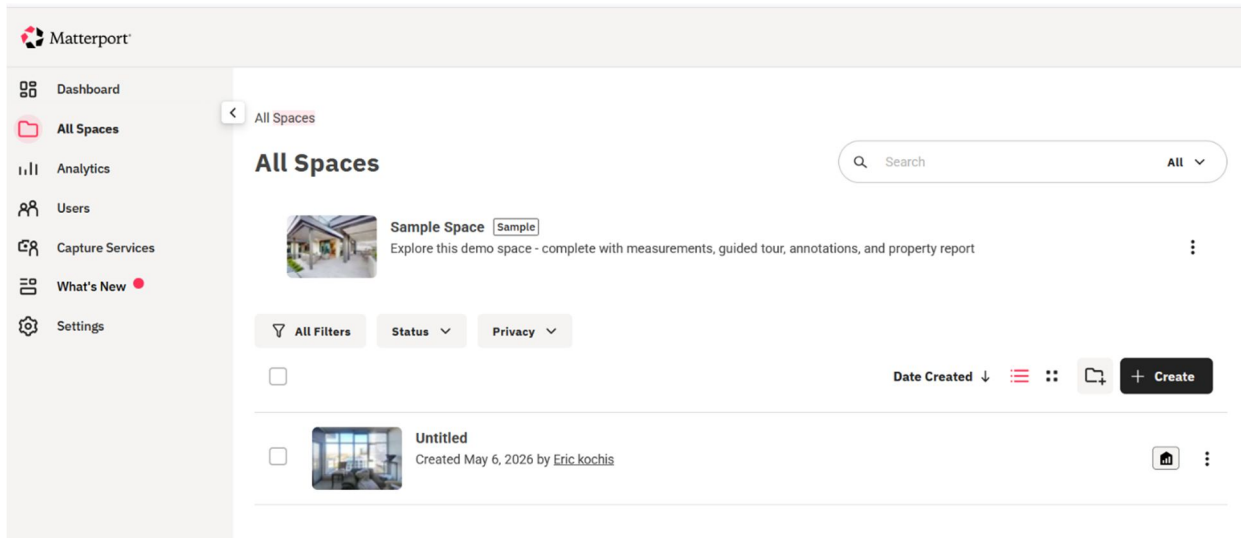 Matterport
Dashboard
All Spaces
Analytics
Users
Capture Services
What's New
Settings
All Spaces
All Spaces
Search
All
Sample Space Sample
Explore this demo space - complete with measurements, guided tour, annotations, and property report
All Filters
Status
Privacy
Date Created
+ Create
Untitled
Created May 6, 2026 by Eric kochis